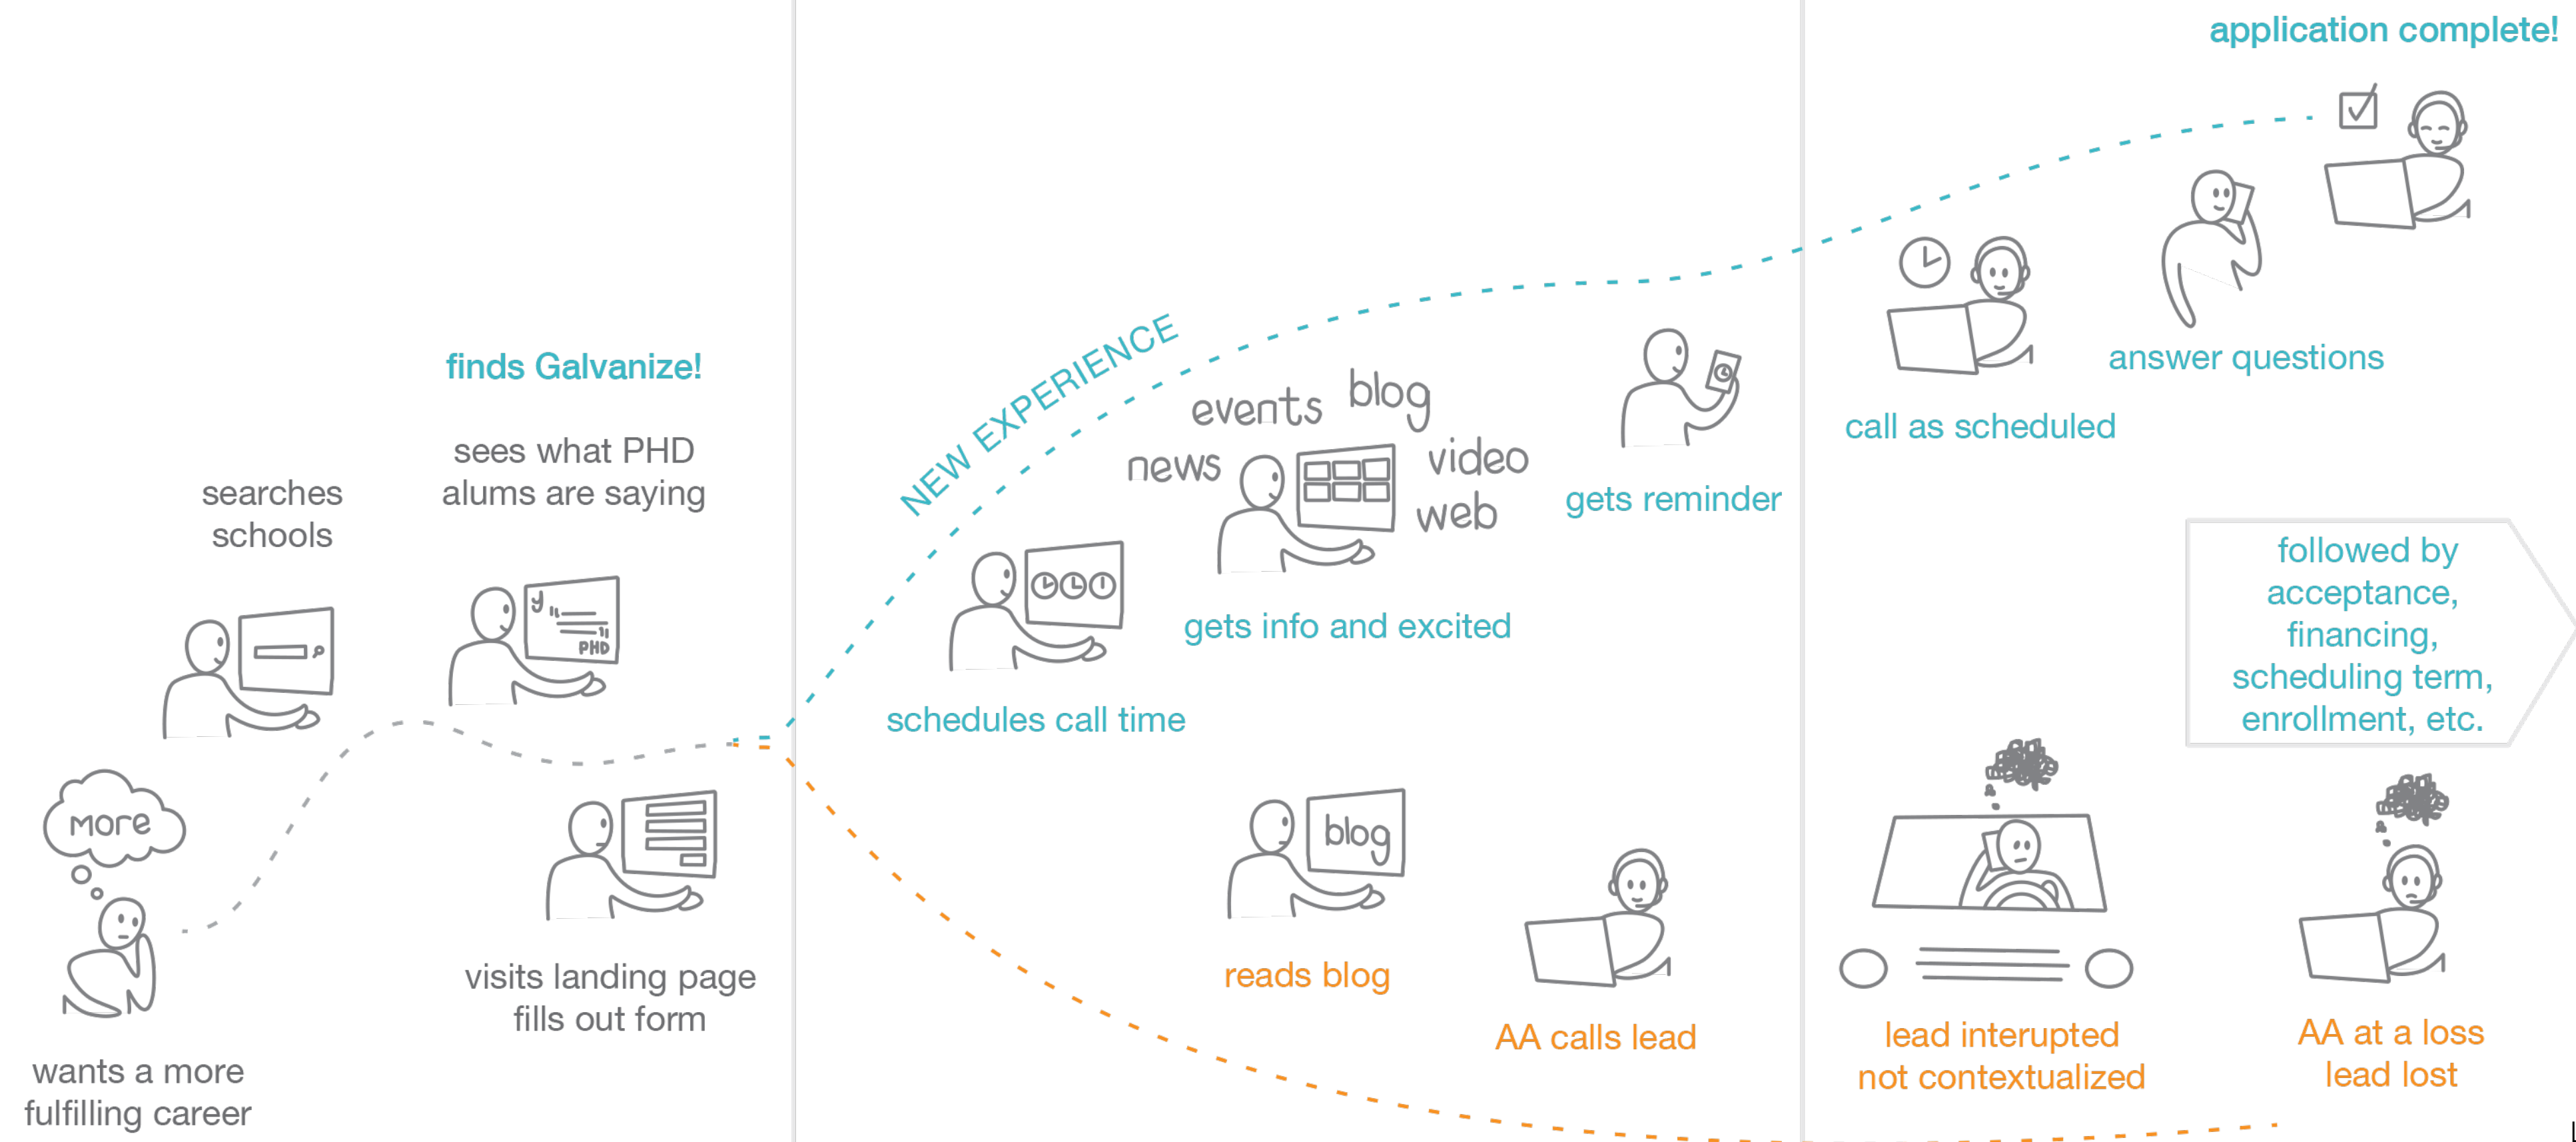 application complete!
finds Galvanize!
sees what PHD
alums are saying
searches
schools
y
PHD
MORE
wants a more
fulfilling career
visits landing page
fills out form
NEW EXPERIENCE
schedules call time
events
blog
news
video
web
gets info and excited
gets reminder
call as scheduled
answer questions
followed by
acceptance,
financing,
scheduling term,
enrollment, etc.
blog
reads blog
AA calls lead
lead interupted
not contextualized
AA at a loss
lead lost